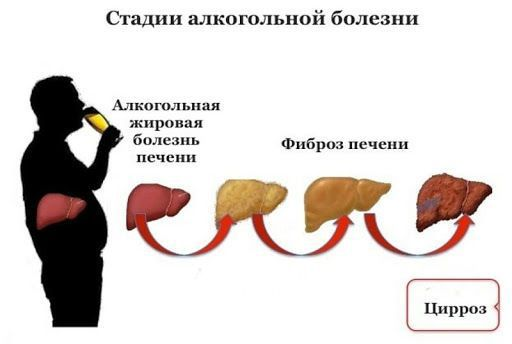 Стадии алкогольной болезни
Алкогольная
жировая
болезнь
печени
Фиброз печени
Цирроз